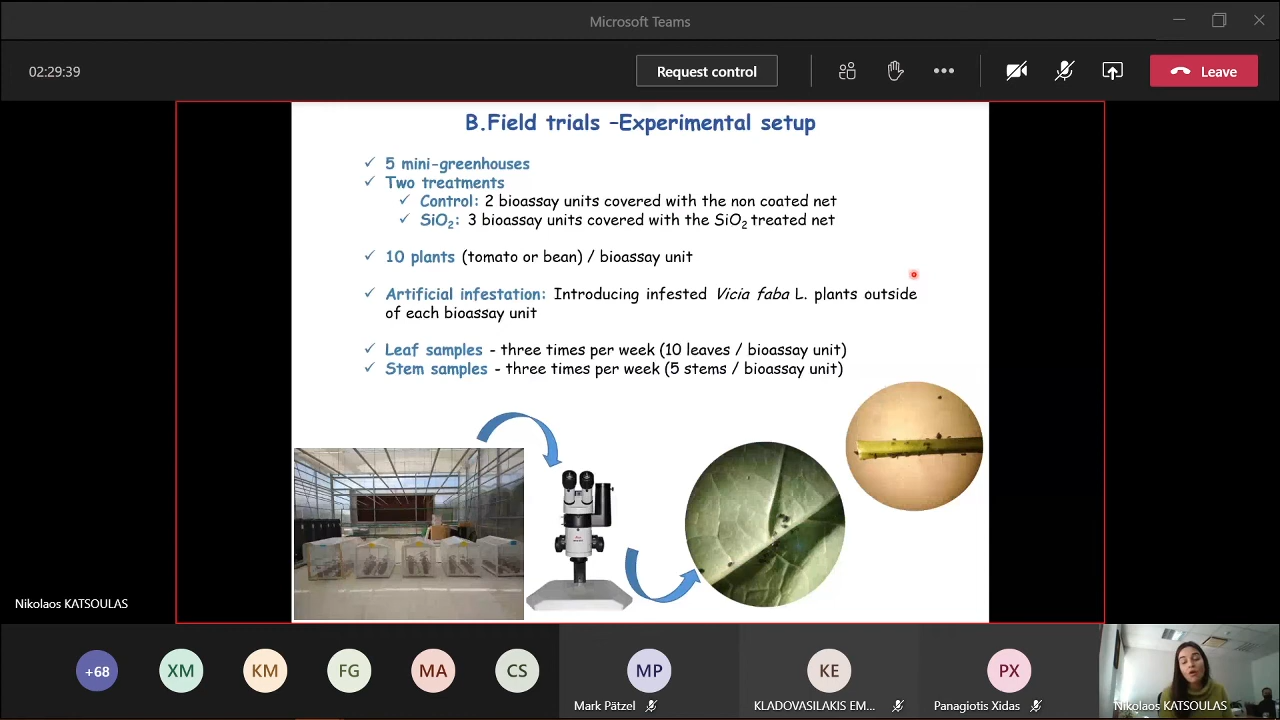 Microsoft Teams
02:29:39
Request control
Leave
B.Field trials –Experimental setup
✓ 5 mini-greenhouses
✓ Two treatments
✓ Control: 2 bioassay units covered with the non coated net
✓ SiO₂: 3 bioassay units covered with the SiO₂ treated net
✓ 10 plants (tomato or bean) / bioassay unit
✓ Artificial infestation: Introducing infested Vicia faba L. plants outside
of each bioassay unit
✓ Leaf samples - three times per week (10 leaves / bioassay unit)
✓ Stem samples - three times per week (5 stems / bioassay unit)
Nikolaos KATSOULAS
+68
XM
KM
FG
MA
CS
MP
Mark Pätzel
KE
KLADOVASILAKIS EM...
PX
Panagiotis Xidas
Nikolaos KATSOULAS